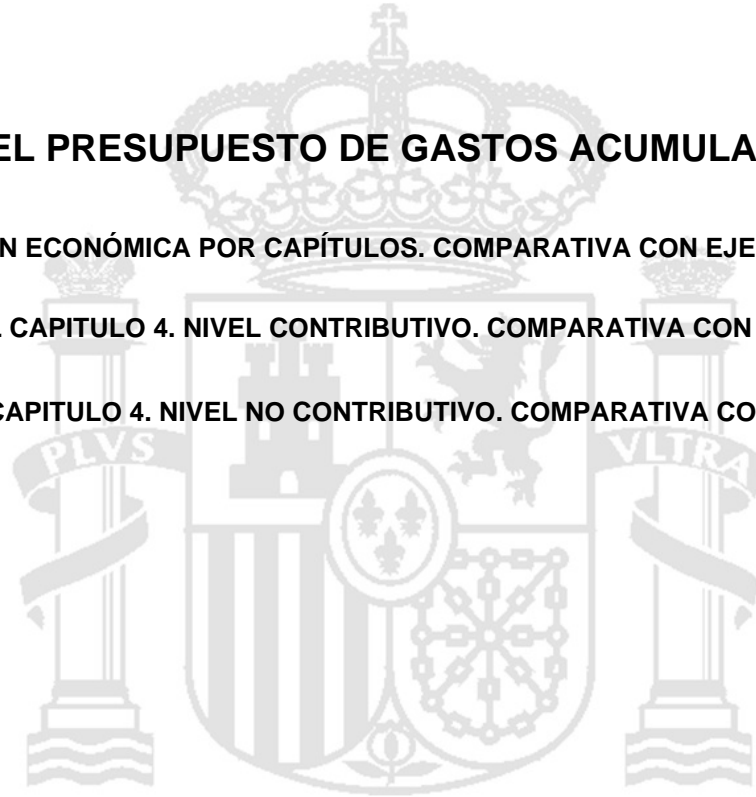 EL PRESUPUESTO DE GASTOS ACUMULA
N ECONÓMICA POR CAPÍTULOS. COMPARATIVA CON EJE
CAPITULO 4. NIVEL CONTRIBUTIVO. COMPARATIVA CON
CAPITULO 4. NIVEL NO CONTRIBUTIVO. COMPARATIVA CO
PLVS VLTRA